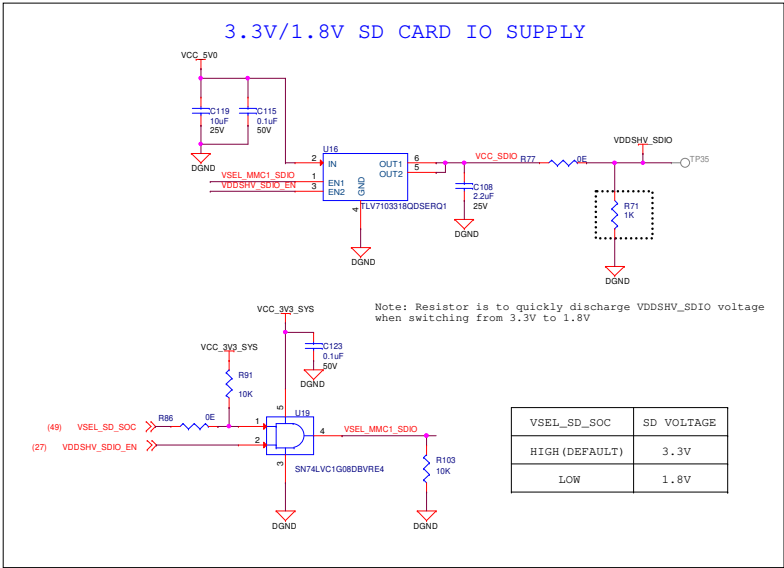 3.3V/1.8V SD CARD IO SUPPLY
VCC_5V0
C119
10uF
25V
C115
0.1uF
50V
DGND
U16
2 IN
VSEL_MMC1_SDIO 1 EN1
VDDSHV_SDIO_EN 3 EN2
GND
4
OUT1 6
OUT2 5
TLV7103318QDSERQ1
DGND
VCC_SDIO
R77 0E
C108
2.2uF
25V
DGND
VDDSHV_SDIO
TP35
R71
1K
DGND
Note: Resistor is to quickly discharge VDDSHV_SDIO voltage
when switching from 3.3V to 1.8V
VCC_3V3_SYS
C123
0.1uF
50V
DGND
VCC_3V3_SYS
R91
10K
(49) VSEL_SD_SOC
R86 0E
(27) VDDSHV_SDIO_EN
U19
5
1
2
4
3
SN74LVC1G08DBVRE4
VSEL_MMC1_SDIO
R103
10K
DGND
DGND
VSEL_SD_SOC SD VOLTAGE
HIGH(DEFAULT) 3.3V
LOW 1.8V